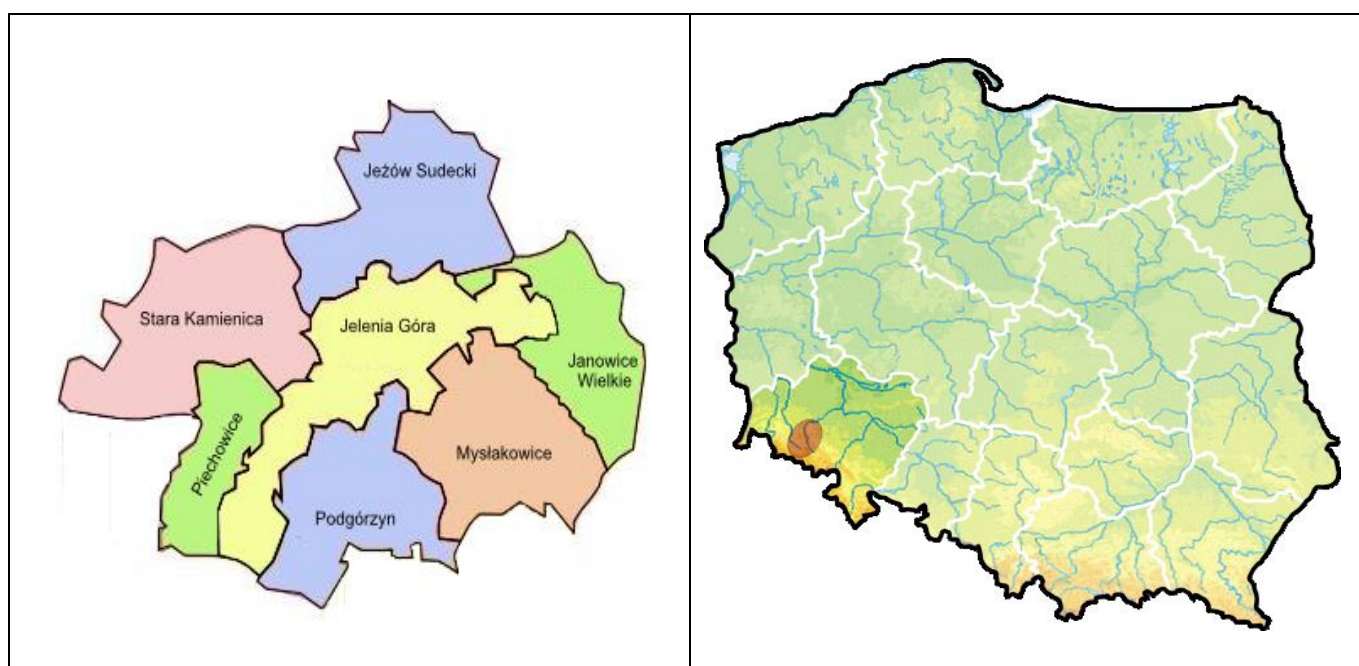 Jeżów Sudecki
Stara Kamienica
Jelenia Góra
Janowice
Wielkie
Piechowice
Mysłakowice
Podgórzyn